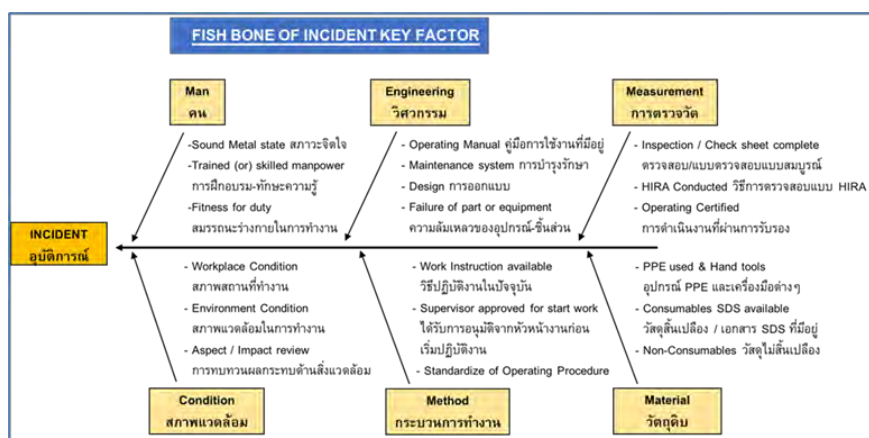 FISH BONE OF INCIDENT KEY FACTOR
Man
คน
Engineering
วิศวกรรม
Measurement
การตรวจวัด
-Sound Metal state สภาวะจิตใจ
-Trained (or) skilled manpower
การฝึกอบรม-ทักษะความรู้
-Fitness for duty
สมรรถนะร่างกายในการทำงาน
- Operating Manual คู่มือการใช้งานที่มีอยู่
- Maintenance system การบำรุงรักษา
- Design การออกแบบ
- Failure of part or equipment
ความล้มเหลวของอุปกรณ์-ชิ้นส่วน
- Inspection / Check sheet complete
ตรวจสอบ/แบบตรวจสอบแบบสมบูรณ์
- HIRA Conducted วิธีการตรวจสอบแบบ HIRA
- Operating Certified
การดำเนินงานที่ผ่านการรับรอง
INCIDENT
อุบัติการณ์
- Workplace Condition
สภาพสถานที่ทำงาน
- Environment Condition
สภาพแวดล้อมในการทำงาน
- Aspect / Impact review
การทบทวนผลกระทบด้านสิ่งแวดล้อม
- Work Instruction available
วิธีปฏิบัติงานในปัจจุบัน
- Supervisor approved for start work
ได้รับการอนุมัติจากหัวหน้างานก่อน
เริ่มปฏิบัติงาน
- Standardize of Operating Procedure
- PPE used & Hand tools
อุปกรณ์ PPE และเครื่องมือต่างๆ
- Consumables SDS available
วัสดุสิ้นเปลือง / เอกสาร SDS ที่มีอยู่
- Non-Consumables วัสดุไม่สิ้นเปลือง
Condition
สภาพแวดล้อม
Method
กระบวนการทำงาน
Material
วัตถุดิบ